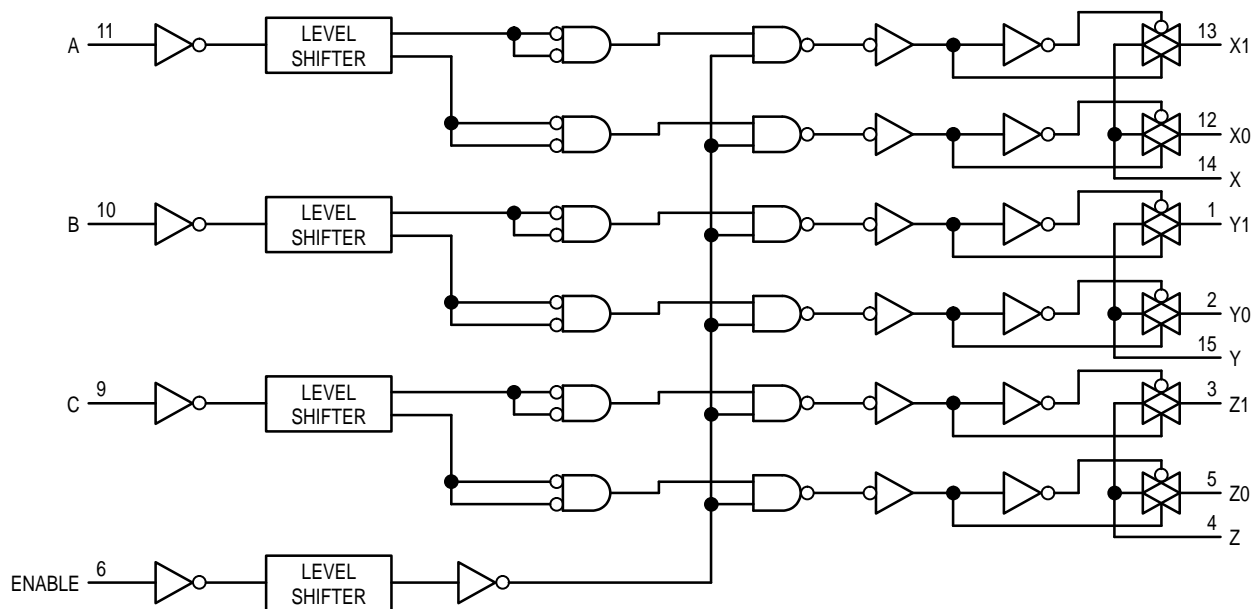 A 11 LEVEL SHIFTER 13 X1
12 X0
14 X
B 10 LEVEL SHIFTER 1 Y1
2 Y0
15 Y
C 9 LEVEL SHIFTER 3 Z1
5 Z0
4 Z
ENABLE 6 LEVEL SHIFTER